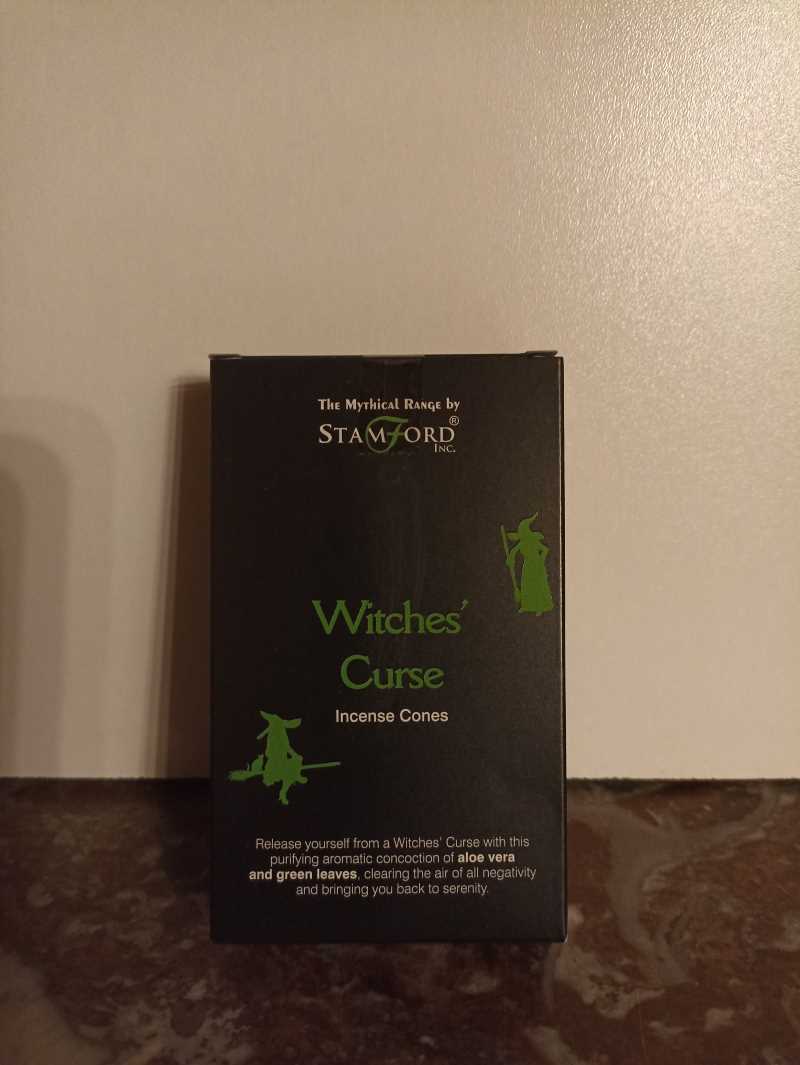 The Mythical Range by
STAMFORD®
INC.
Witches'
Curse
Incense Cones
Release yourself from a Witches' Curse with this
purifying aromatic concoction of aloe vera
and green leaves, clearing the air of all negativity
and bringing you back to serenity.